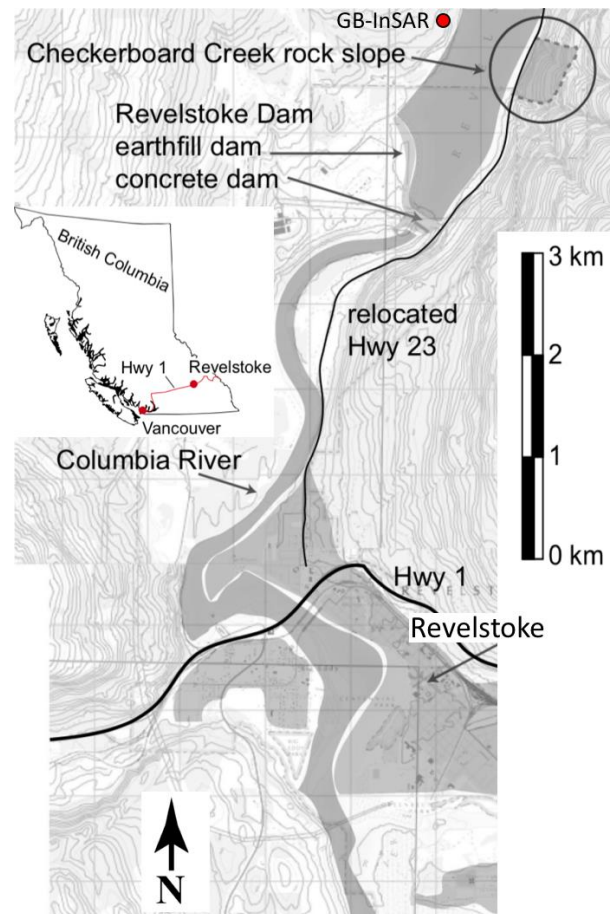 GB-InSAR
Checkerboard Creek rock slope
Revelstoke Dam
earthfill dam
concrete dam
British Columbia
Hwy 1
Revelstoke
Vancouver
3 km
2
1
0 km
relocated
Hwy 23
Columbia River
Hwy 1
Revelstoke
N